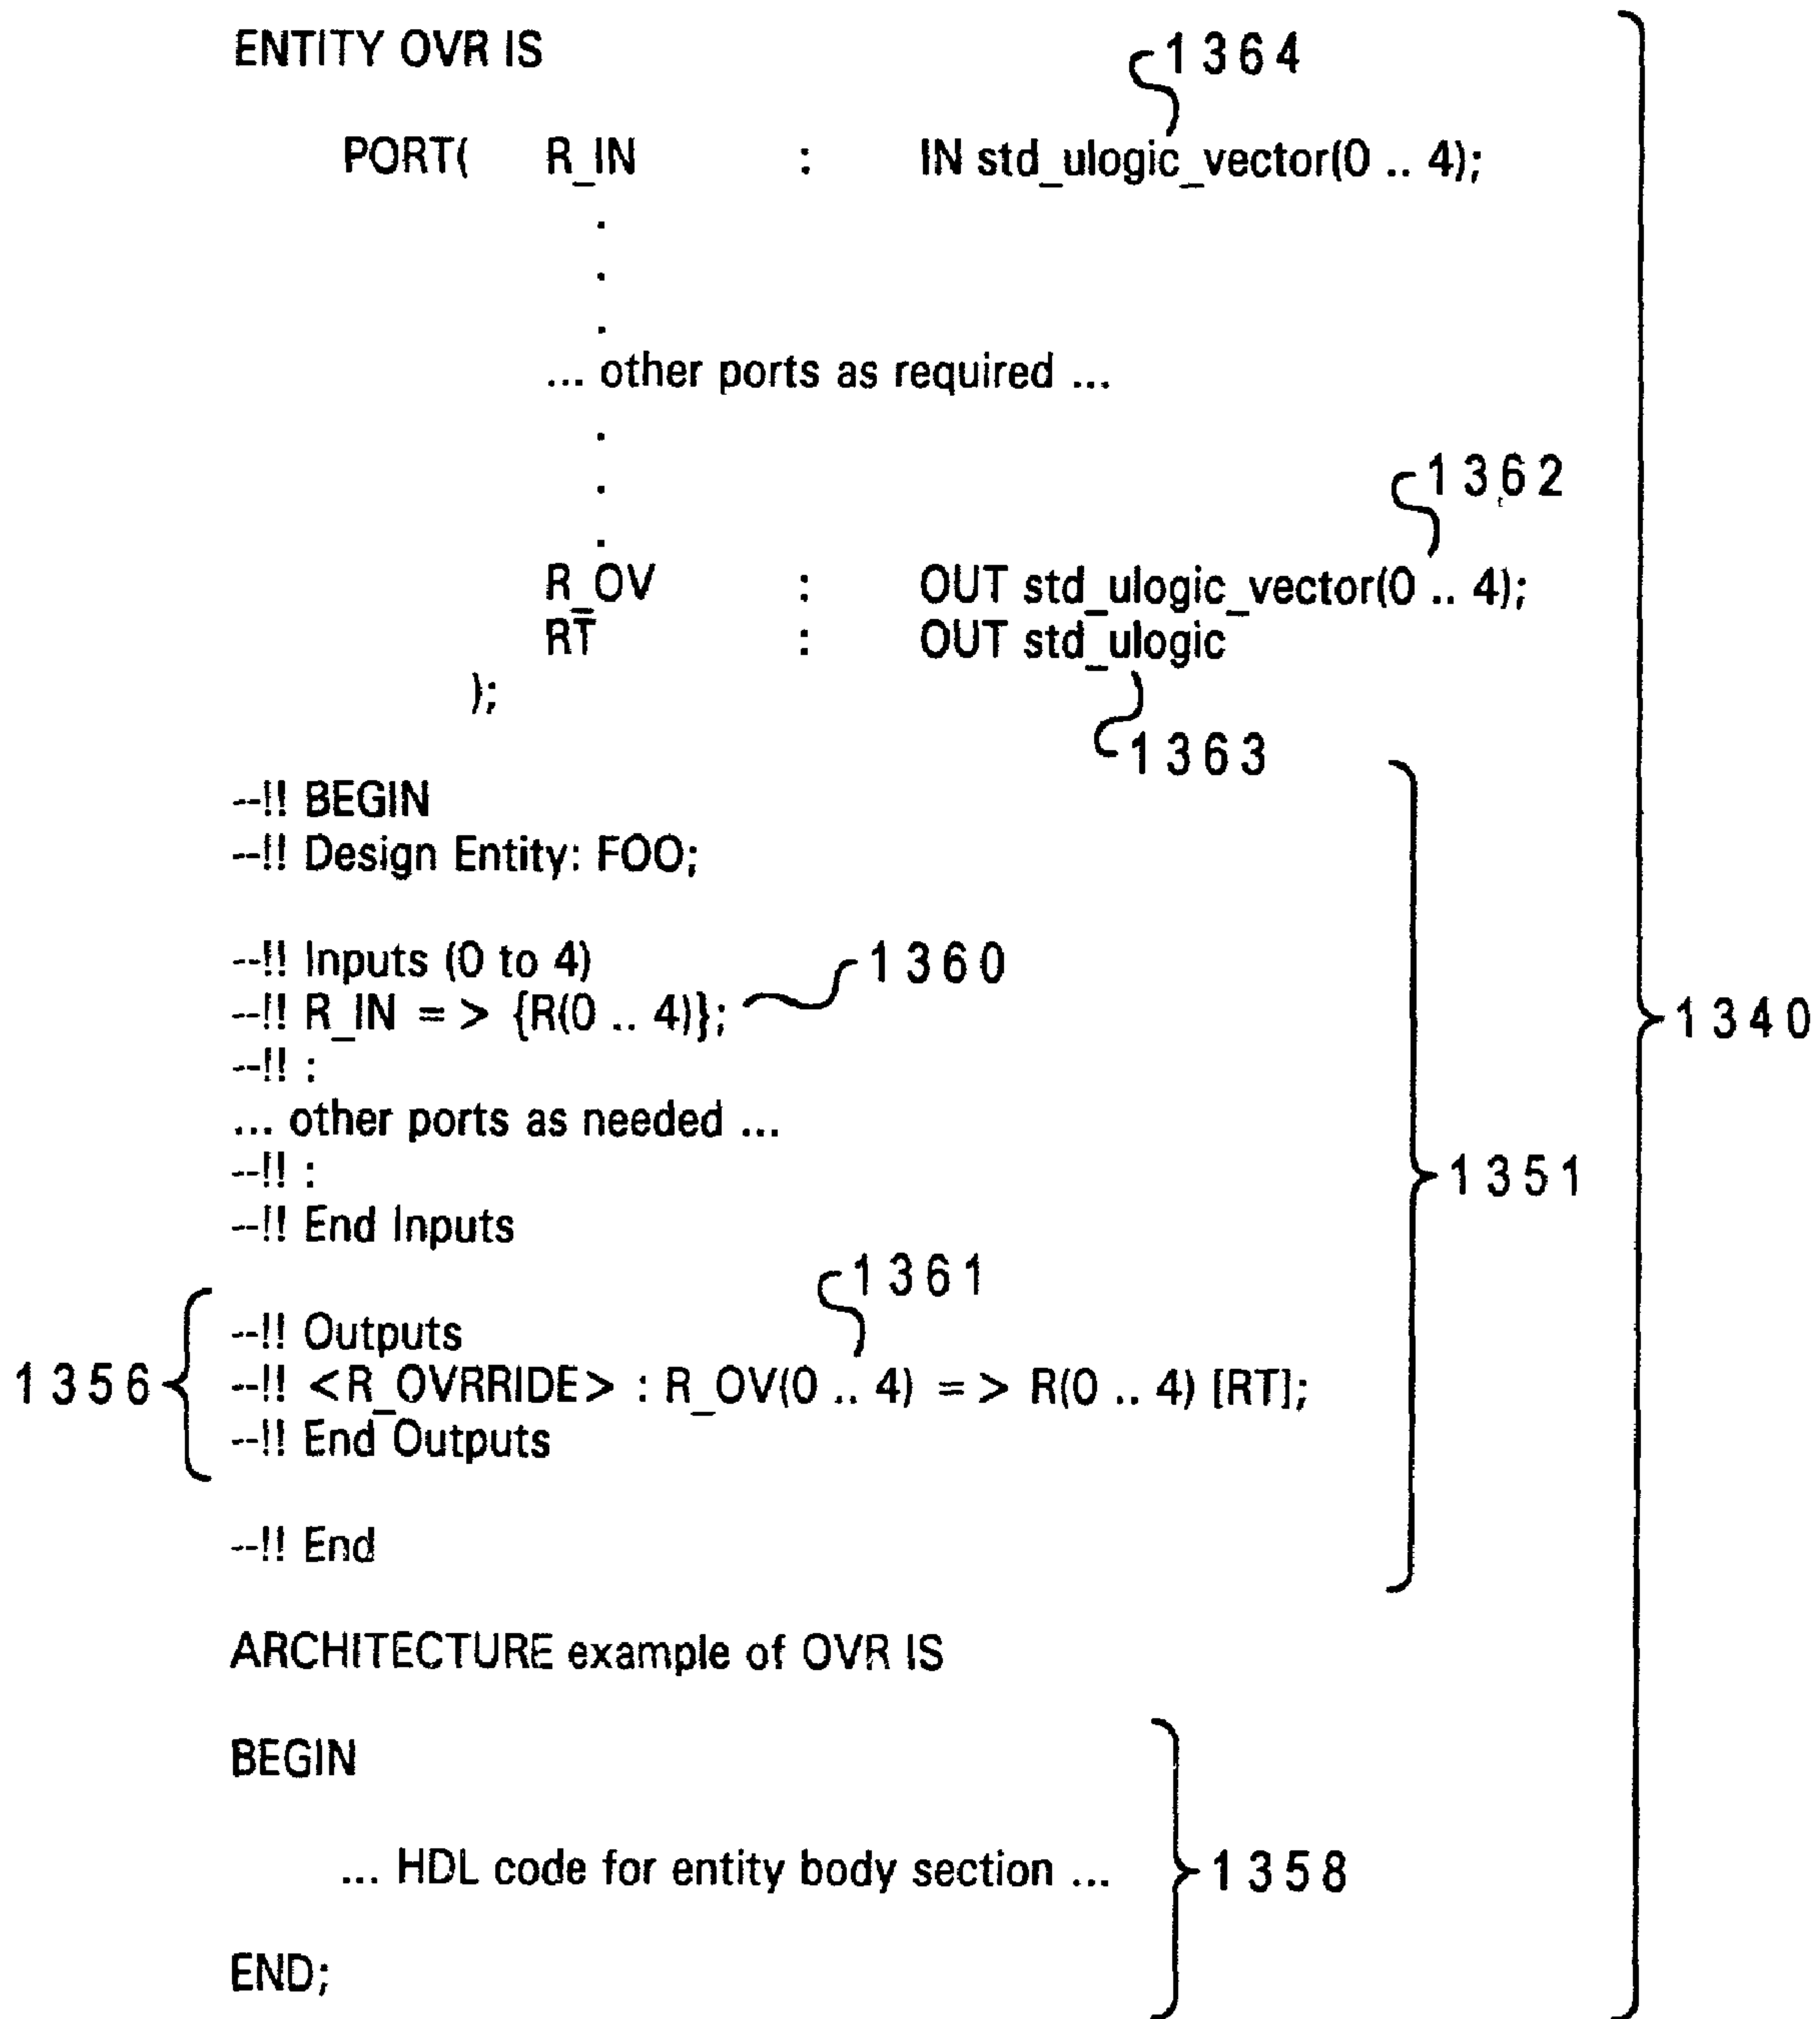 ENTITY OVR IS
1364
PORT( R_IN : IN std_ulogic_vector(0 .. 4);
.
.
.
... other ports as required ...
.
.
.
1362
R_OV : OUT std_ulogic_vector(0 .. 4);
RT : OUT std_ulogic
);
1363
--!! BEGIN
--!! Design Entity: FOO;
--!! Inputs (0 to 4)
--!! R_IN = > {R(0 .. 4)}; 1360
--!! :
... other ports as needed ...
--!! :
--!! End Inputs
1340
1351
1361
--!! Outputs
1356 --!! <R_OVRRIDE> : R_OV(0 .. 4) = > R(0 .. 4) [RT];
--!! End Outputs
--!! End
ARCHITECTURE example of OVR IS
BEGIN
... HDL code for entity body section ... 1358
END;